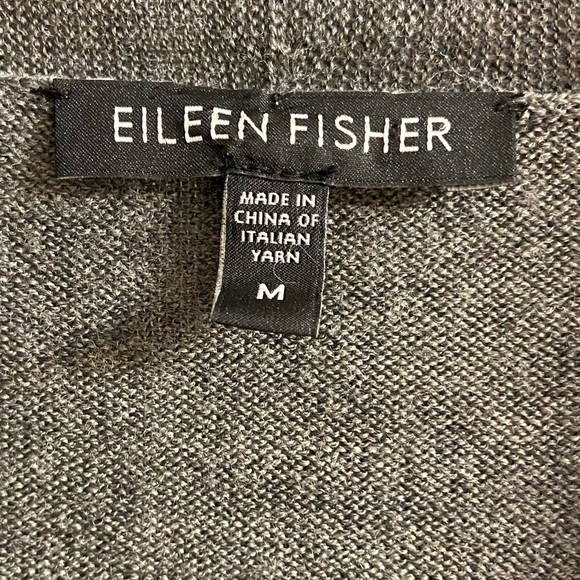 EILEEN FISHER
MADE IN
CHINA OF
ITALIAN
YARN
M